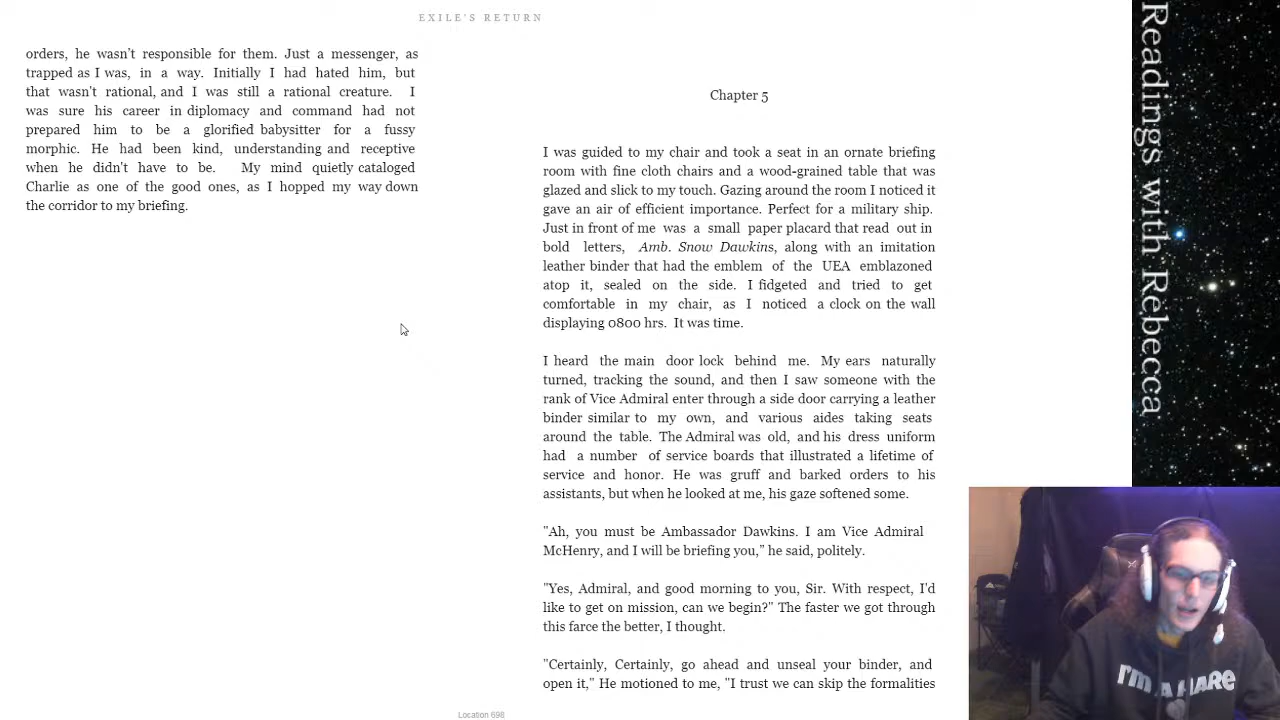 EXILE'S RETURN
orders, he wasn't responsible for them. Just a messenger, as
trapped as I was, in a way. Initially I had hated him, but
that wasn't rational, and I was still a rational creature. I
was sure his career in diplomacy and command had not
prepared him to be a glorified babysitter for a fussy
morphic. He had been kind, understanding and receptive
when he didn't have to be. My mind quietly cataloged
Charlie as one of the good ones, as I hopped my way down
the corridor to my briefing.
Chapter 5
I was guided to my chair and took a seat in an ornate briefing
room with fine cloth chairs and a wood-grained table that was
glazed and slick to my touch. Gazing around the room I noticed it
gave an air of efficient importance. Perfect for a military ship.
Just in front of me was a small paper placard that read out in
bold letters, Amb. Snow Dawkins, along with an imitation
leather binder that had the emblem of the UEA emblazoned
atop it, sealed on the side. I fidgeted and tried to get
comfortable in my chair, as I noticed a clock on the wall
displaying 0800 hrs. It was time.
I heard the main door lock behind me. My ears naturally
turned, tracking the sound, and then I saw someone with the
rank of Vice Admiral enter through a side door carrying a leather
binder similar to my own, and various aides taking seats
around the table. The Admiral was old, and his dress uniform
had a number of service boards that illustrated a lifetime of
service and honor. He was gruff and barked orders to his
assistants, but when he looked at me, his gaze softened some.
"Ah, you must be Ambassador Dawkins. I am Vice Admiral
McHenry, and I will be briefing you,” he said, politely.
"Yes, Admiral, and good morning to you, Sir. With respect, I'd
like to get on mission, can we begin?" The faster we got through
this farce the better, I thought.
"Certainly, Certainly, go ahead and unseal your binder, and
open it," He motioned to me, "I trust we can skip the formalities
Location 698
Readings with Rebecca
I'M A HARE